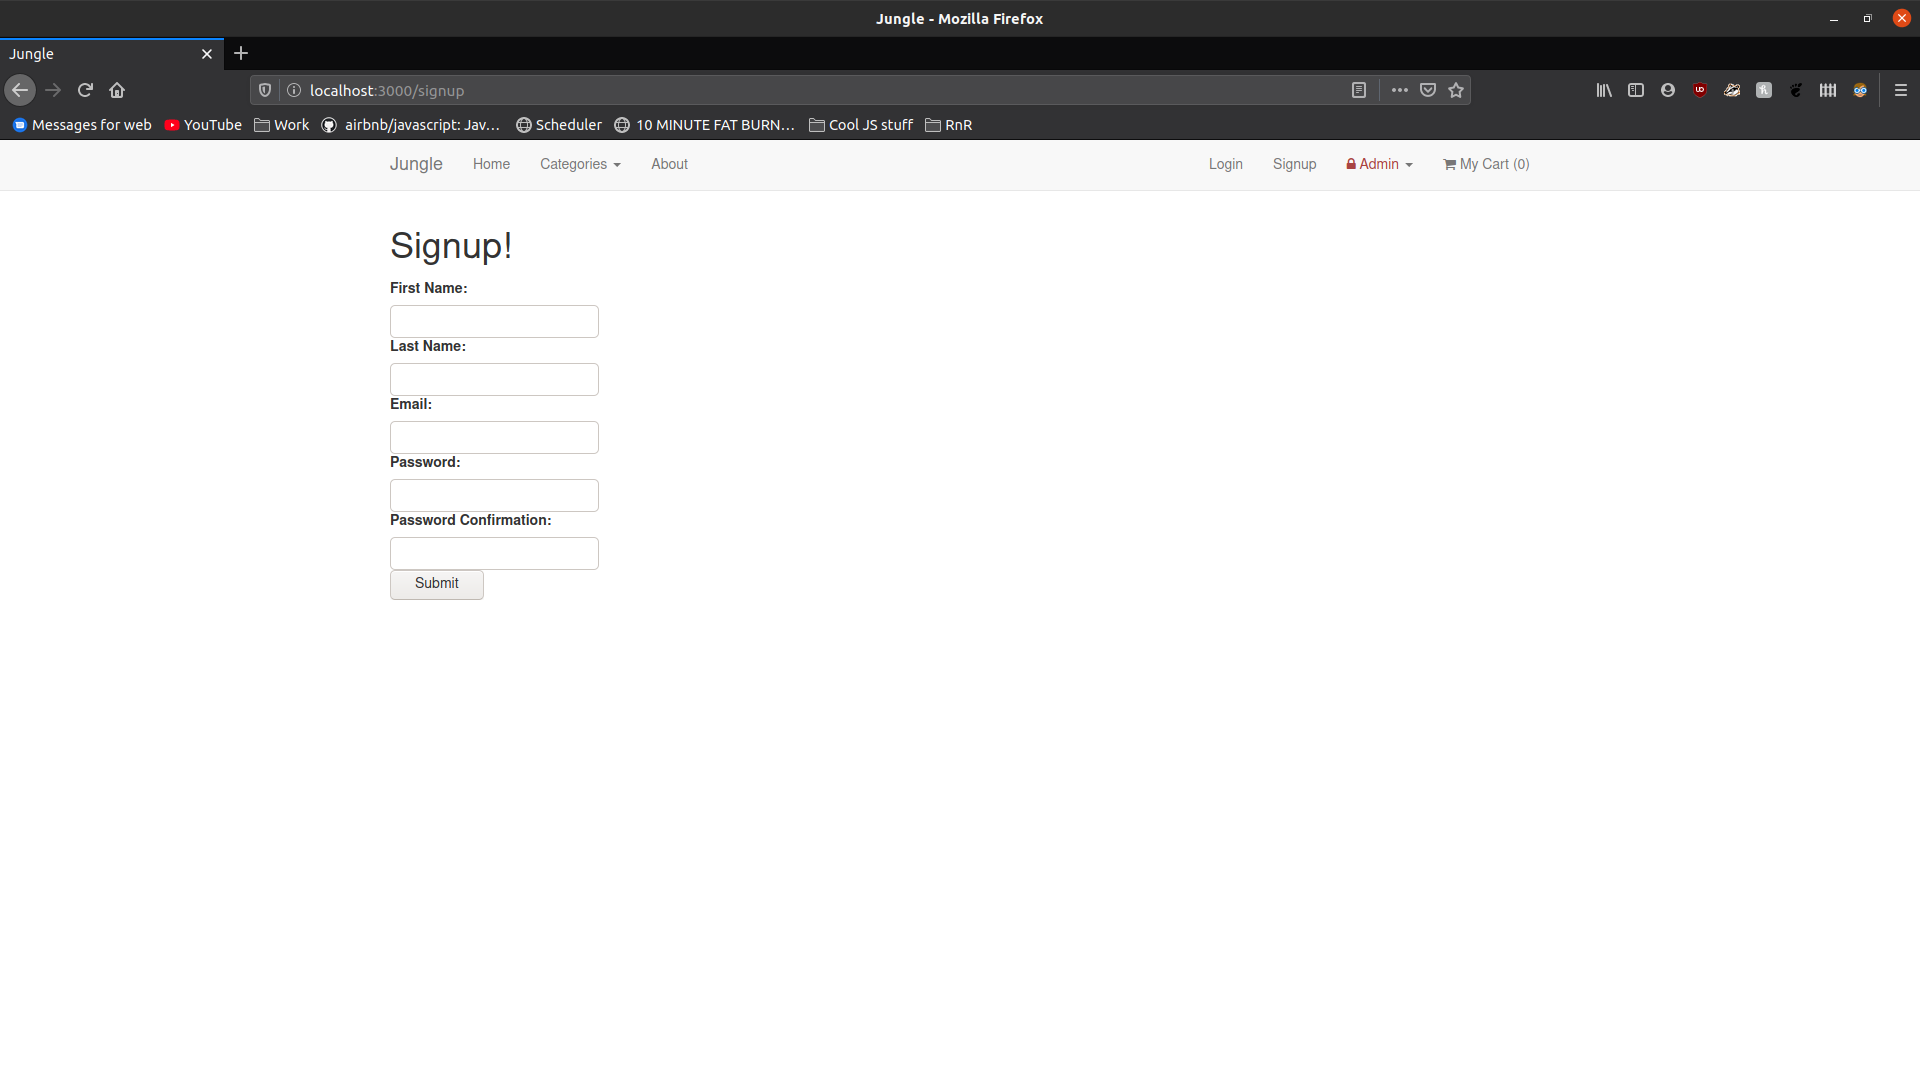 Jungle - Mozilla Firefox
Jungle
localhost:3000/signup
Messages for web YouTube Work airbnb/javascript: Jav... Scheduler 10 MINUTE FAT BURN... Cool JS stuff RnR
Jungle Home Categories About Login Signup Admin My Cart (0)
Signup!
First Name:
Last Name:
Email:
Password:
Password Confirmation:
Submit